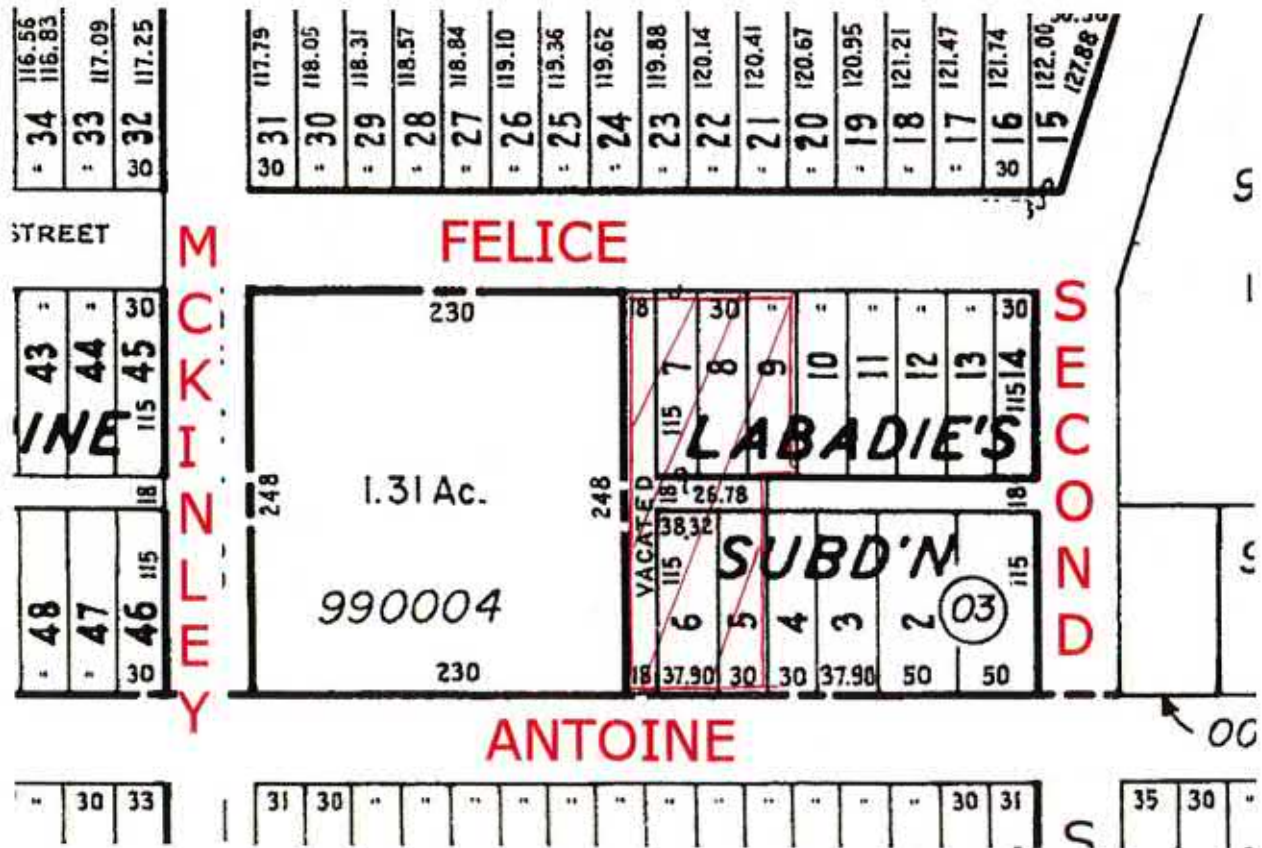 116.56
116.83 117.09 117.25 117.79 118.05 118.31 118.57 118.84 119.10 119.36 119.62 119.88 120.14 120.41 120.67 120.95 121.21 121.47 121.74 122.00 127.88
34 33 32 31 30 29 28 27 26 25 24 23 22 21 20 19 18 17 16 15
" " 30 30 " " " " " " " " " " " " " " 30
STREET
FELICE
MCKINLEY
SECOND
" " 30 230 18 30 " " " " " 30
43 44 45 7 8 9 10 11 12 13 14
115 115 115
INE LABADIE'S
18 248 1.31 Ac. 248 VACATED 18 26.78 18
38.32
115 115 SUBD'N 115
990004
48 47 46 6 5 4 3 2 03
" " 30 230 18 37.90 30 30 37.90 50 50
ANTOINE
" 30 33 31 30 " " " " " " " " " " " 30 31 35 30 "
S